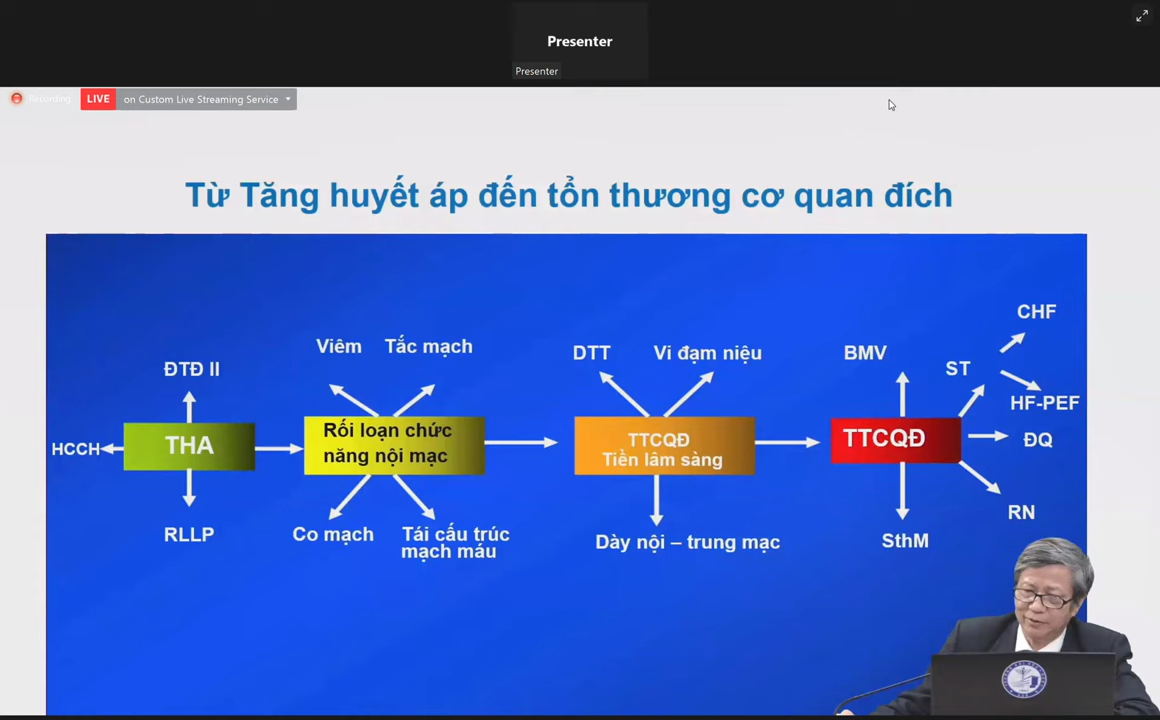 Presenter
Presenter
Recording
LIVE on Custom Live Streaming Service
Từ Tăng huyết áp đến tổn thương cơ quan đích
ĐTĐ II
HCCH
THA
RLLP
Viêm
Tắc mạch
Rối loạn chức
năng nội mạc
Co mạch
Tái cấu trúc
mạch máu
DTT
Vi đạm niệu
TTCQĐ
Tiền lâm sàng
Dày nội – trung mạc
BMV
ST
CHF
HF-PEF
TTCQĐ
ĐQ
RN
SthM